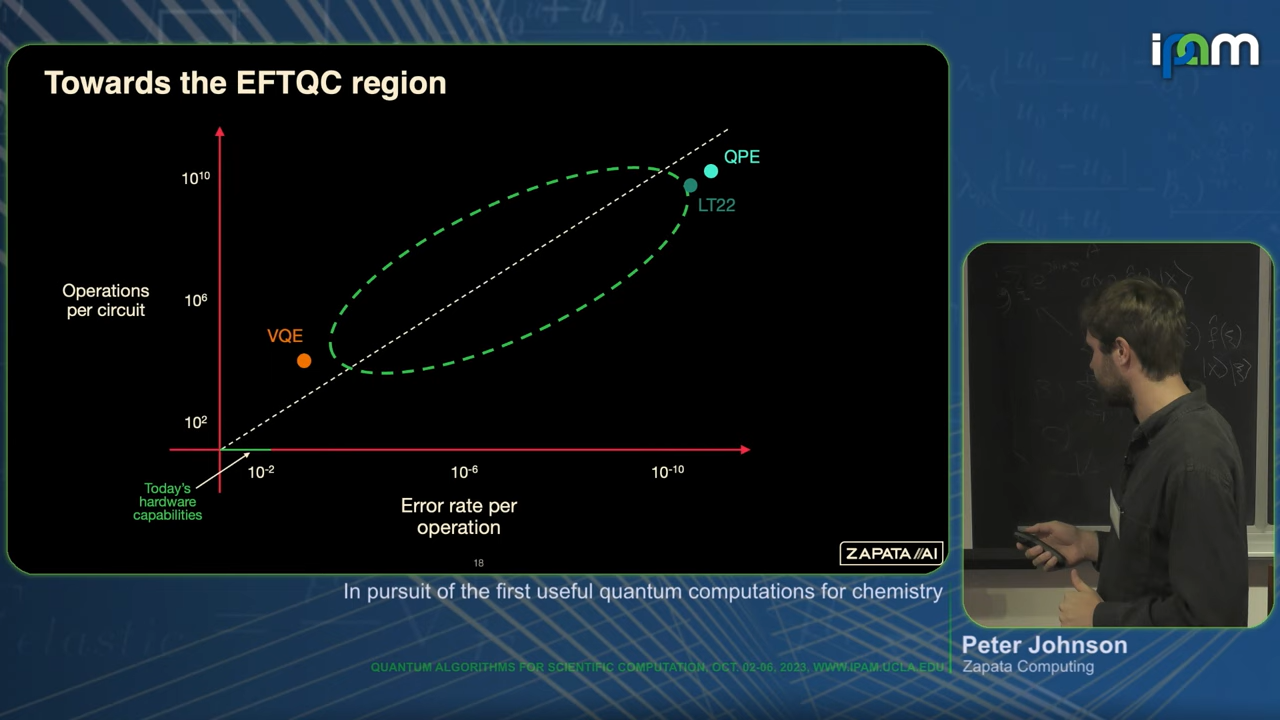 ipam
Towards the EFTQC region
QPE
10^10
LT22
Operations
per circuit
10^6
VQE
10^2
10^-2
10^-6
10^-10
Today's
hardware
capabilities
Error rate per
operation
ZAPATA//AI
18
In pursuit of the first useful quantum computations for chemistry
Peter Johnson
Zapata Computing
QUANTUM ALGORITHMS FOR SCIENTIFIC COMPUTATION, OCT. 02-06, 2023, WWW.IPAM.UCLA.EDU